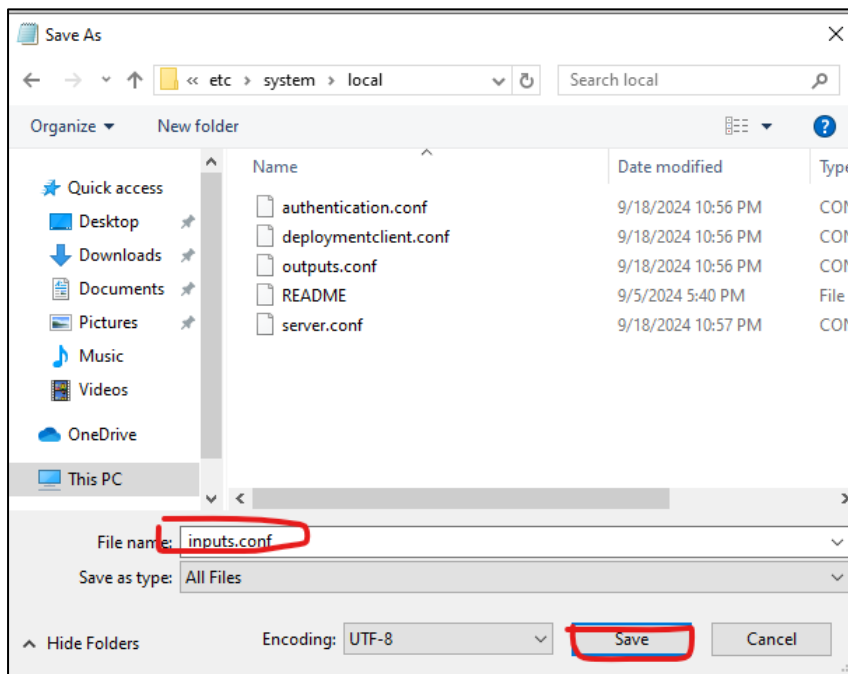 Save As
« etc › system › local
Search local
Organize
New folder
?
Name
Date modified
Type
Quick access
Desktop
Downloads
Documents
Pictures
Music
Videos
OneDrive
This PC
authentication.conf 9/18/2024 10:56 PM CON
deploymentclient.conf 9/18/2024 10:56 PM CON
outputs.conf 9/18/2024 10:56 PM CON
README 9/5/2024 5:40 PM File
server.conf 9/18/2024 10:57 PM CON
File name: inputs.conf
Save as type: All Files
Hide Folders
Encoding: UTF-8
Save
Cancel